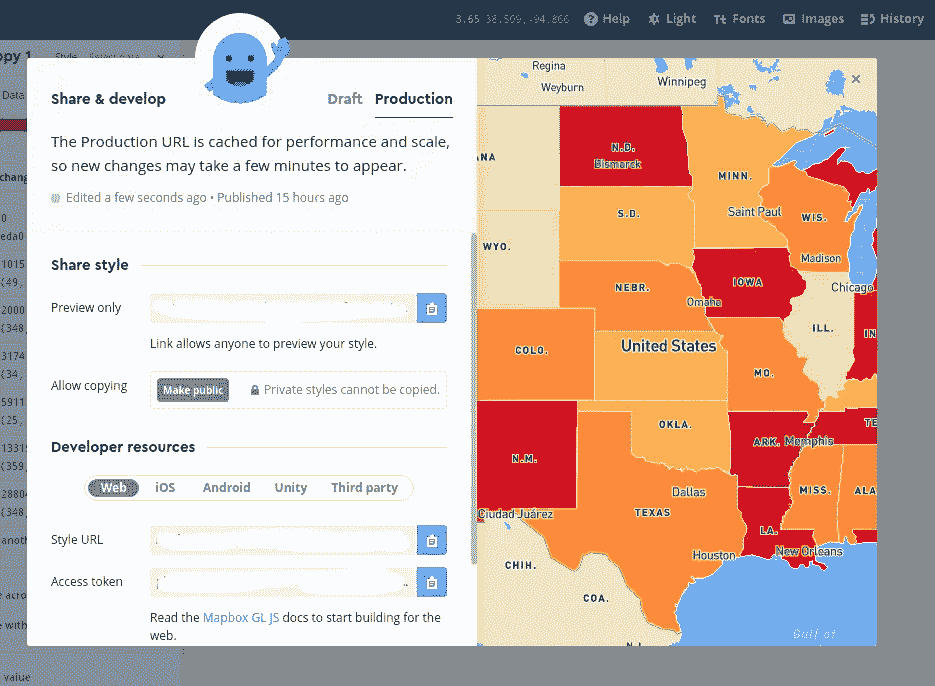 3.65 38.509,-94.866
Help
Light
Fonts
Images
History
opy 1
Style
Data
chang
0
eda0
1015
{49,
2000
{348,
3174
{34,
5911
{25,
1331
{359,
2880
{348,
anoth
acro
with
value
Share & develop
Draft
Production
The Production URL is cached for performance and scale,
so new changes may take a few minutes to appear.
Edited a few seconds ago • Published 15 hours ago
Share style
Preview only
Link allows anyone to preview your style.
Allow copying
Make public
Private styles cannot be copied.
Developer resources
Web
iOS
Android
Unity
Third party
Style URL
Access token
Read the Mapbox GL JS docs to start building for the
web.
×
Regina
Weyburn
Winnipeg
ANA
N.D.
Bismarck
MINN.
S.D.
Saint Paul
WIS.
WYO.
Madison
IOWA
Chicago
NEBR.
Omaha
ILL.
IN
United States
COLO.
MO.
OKLA.
TE
ARK.
Memphis
N.M.
Dallas
MISS.
ALA
Ciudad Juárez
TEXAS
LA.
New Orleans
Houston
CHIH.
COA.
Gulf of
N.L